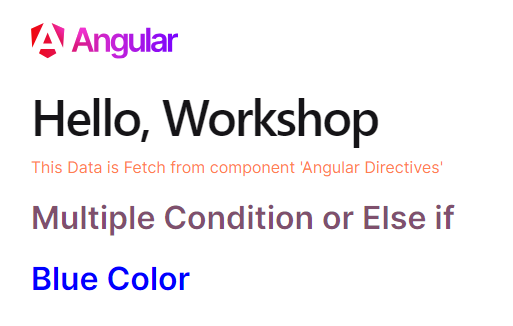 Angular
Hello, Workshop
This Data is Fetch from component 'Angular Directives'
Multiple Condition or Else if
Blue Color